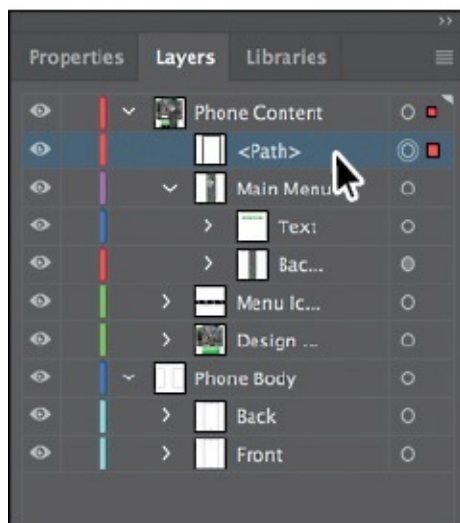 Properties Layers Libraries
Phone Content
<Path>
Main Menu
Text
Bac...
Menu Ic...
Design ...
Phone Body
Back
Front